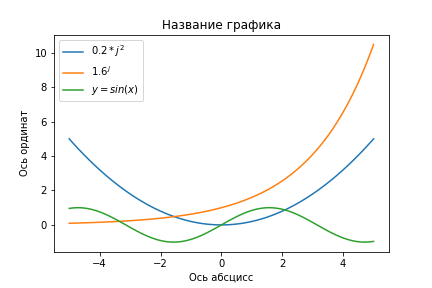 Название графика
0.2 * j²
1.6ʲ
y = sin(x)
Ось ординат
10
8
6
4
2
0
−4
−2
0
2
4
Ось абсцисс